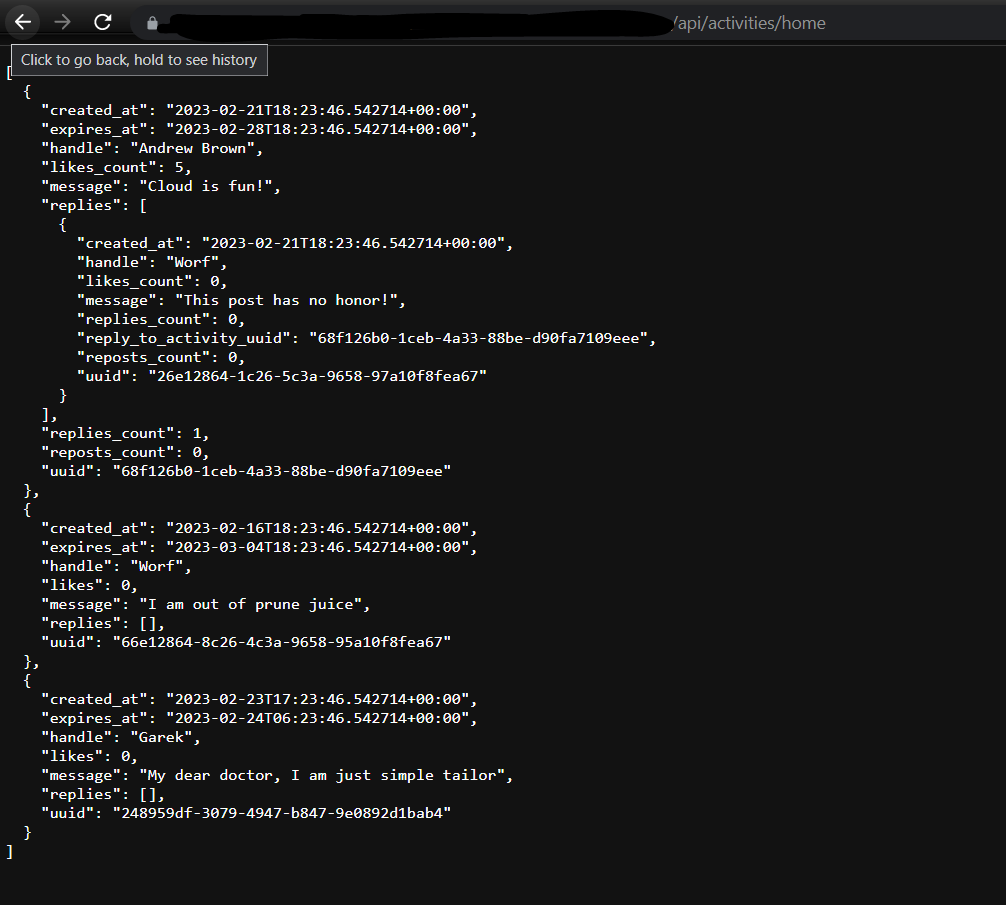 /api/activities/home
Click to go back, hold to see history
[
  {
    "created_at": "2023-02-21T18:23:46.542714+00:00",
    "expires_at": "2023-02-28T18:23:46.542714+00:00",
    "handle": "Andrew Brown",
    "likes_count": 5,
    "message": "Cloud is fun!",
    "replies": [
      {
        "created_at": "2023-02-21T18:23:46.542714+00:00",
        "handle": "Worf",
        "likes_count": 0,
        "message": "This post has no honor!",
        "replies_count": 0,
        "reply_to_activity_uuid": "68f126b0-1ceb-4a33-88be-d90fa7109eee",
        "reposts_count": 0,
        "uuid": "26e12864-1c26-5c3a-9658-97a10f8fea67"
      }
    ],
    "replies_count": 1,
    "reposts_count": 0,
    "uuid": "68f126b0-1ceb-4a33-88be-d90fa7109eee"
  },
  {
    "created_at": "2023-02-16T18:23:46.542714+00:00",
    "expires_at": "2023-03-04T18:23:46.542714+00:00",
    "handle": "Worf",
    "likes": 0,
    "message": "I am out of prune juice",
    "replies": [],
    "uuid": "66e12864-8c26-4c3a-9658-95a10f8fea67"
  },
  {
    "created_at": "2023-02-23T17:23:46.542714+00:00",
    "expires_at": "2023-02-24T06:23:46.542714+00:00",
    "handle": "Garek",
    "likes": 0,
    "message": "My dear doctor, I am just simple tailor",
    "replies": [],
    "uuid": "248959df-3079-4947-b847-9e0892d1bab4"
  }
]